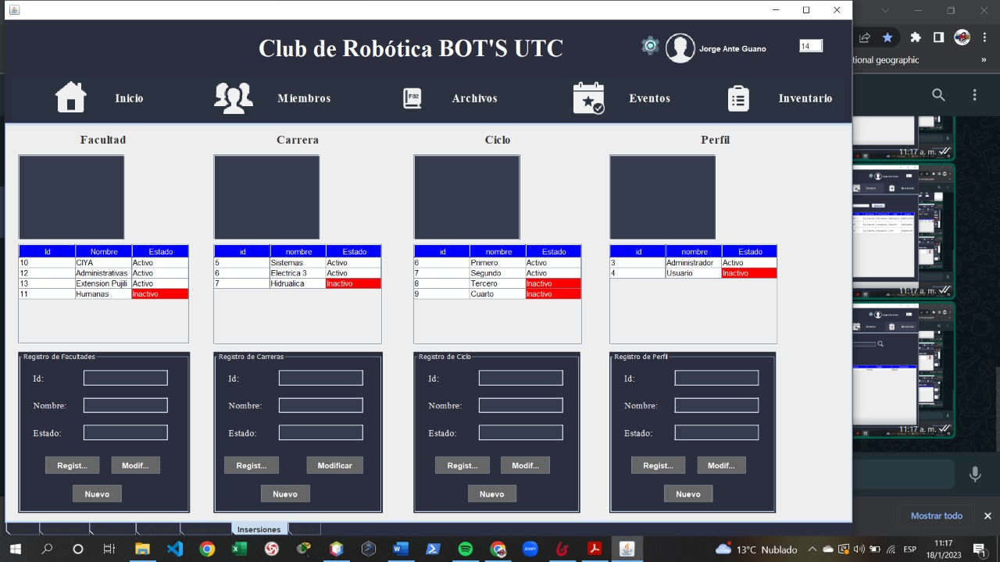 Club de Robótica BOT'S UTC
Jorge Ante Guano
14
tional geographic
»
Inicio
Miembros
FB2
Archivos
Eventos
Inventario
Facultad
Carrera
Ciclo
Perfil
Id Nombre Estado
10 CIYA Activo
12 Administrativas Activo
13 Extension Pujili Activo
11 Humanas Inactivo
id nombre Estado
5 Sistemas Activo
6 Electrica 3 Activo
7 Hidrualica Inactivo
id nombre Estado
6 Primero Activo
7 Segundo Activo
8 Tercero Inactivo
9 Cuarto Inactivo
id nombre Estado
3 Administrador Activo
4 Usuario Inactivo
Registro de Facultades
Id:
Nombre:
Estado:
Regist... Modif...
Nuevo
Registro de Carreras
Id:
Nombre:
Estado:
Regist... Modificar
Nuevo
Registro de Ciclo
Id:
Nombre:
Estado:
Regist... Modif...
Nuevo
Registro de Perfil
Id:
Nombre:
Estado:
Regist... Modif...
Nuevo
Insersiones
11:17 a. m.
11:17 a. m.
11:17 a. m.
Mostrar todo
13°C Nublado
ESP
11:17
18/1/2023